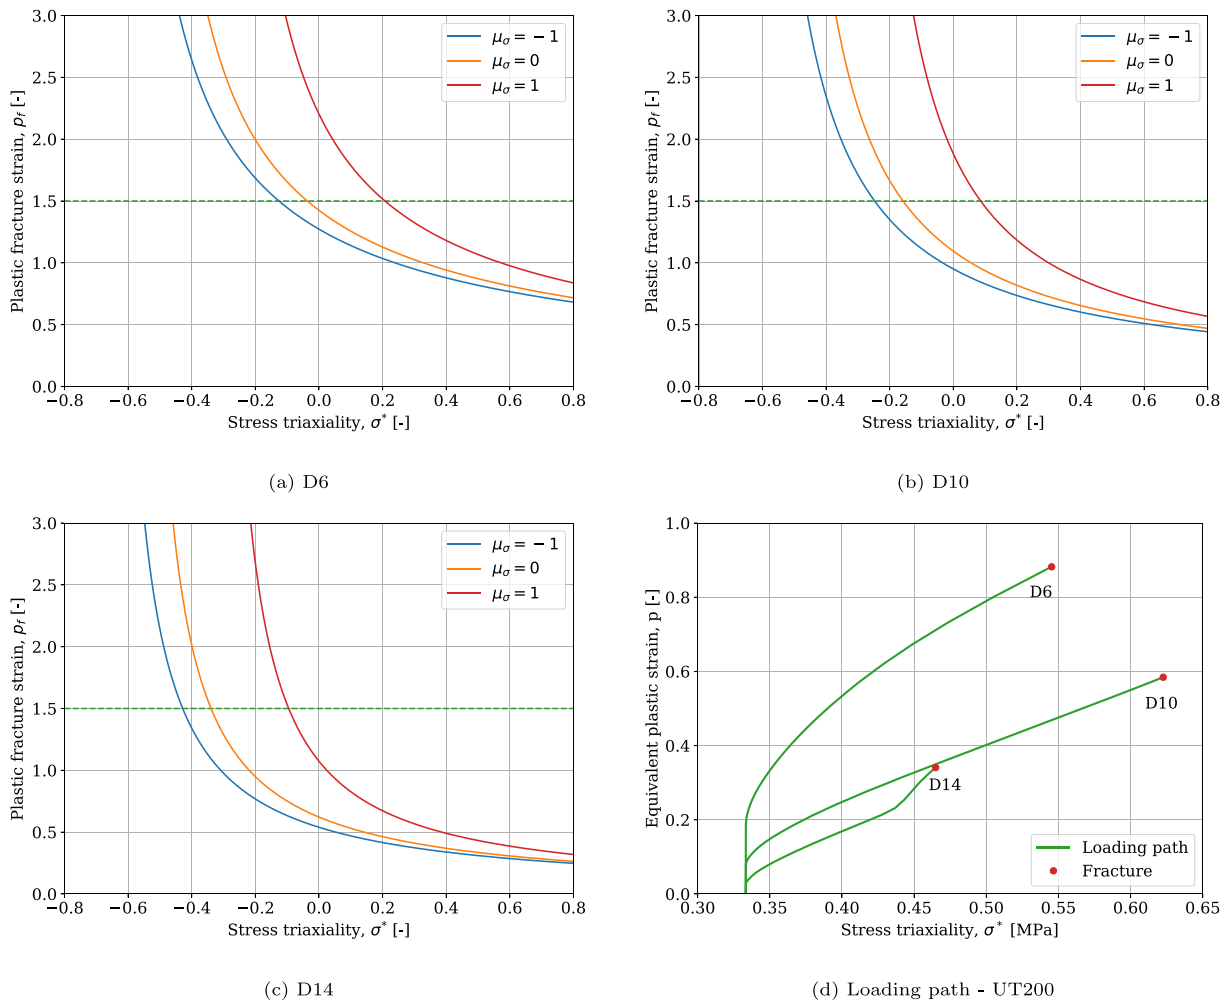 3.0
2.5
2.0
1.5
1.0
0.5
0.0
Plastic fracture strain, p_f [-]
μ_σ = −1
μ_σ = 0
μ_σ = 1
−0.8 −0.6 −0.4 −0.2 0.0 0.2 0.4 0.6 0.8
Stress triaxiality, σ* [-]
(a) D6
3.0
2.5
2.0
1.5
1.0
0.5
0.0
Plastic fracture strain, p_f [-]
μ_σ = −1
μ_σ = 0
μ_σ = 1
−0.8 −0.6 −0.4 −0.2 0.0 0.2 0.4 0.6 0.8
Stress triaxiality, σ* [-]
(b) D10
3.0
2.5
2.0
1.5
1.0
0.5
0.0
Plastic fracture strain, p_f [-]
μ_σ = −1
μ_σ = 0
μ_σ = 1
−0.8 −0.6 −0.4 −0.2 0.0 0.2 0.4 0.6 0.8
Stress triaxiality, σ* [-]
(c) D14
1.0
0.8
0.6
0.4
0.2
0.0
Equivalent plastic strain, p [-]
D6
D10
D14
Loading path
Fracture
0.30 0.35 0.40 0.45 0.50 0.55 0.60 0.65
Stress triaxiality, σ* [MPa]
(d) Loading path - UT200